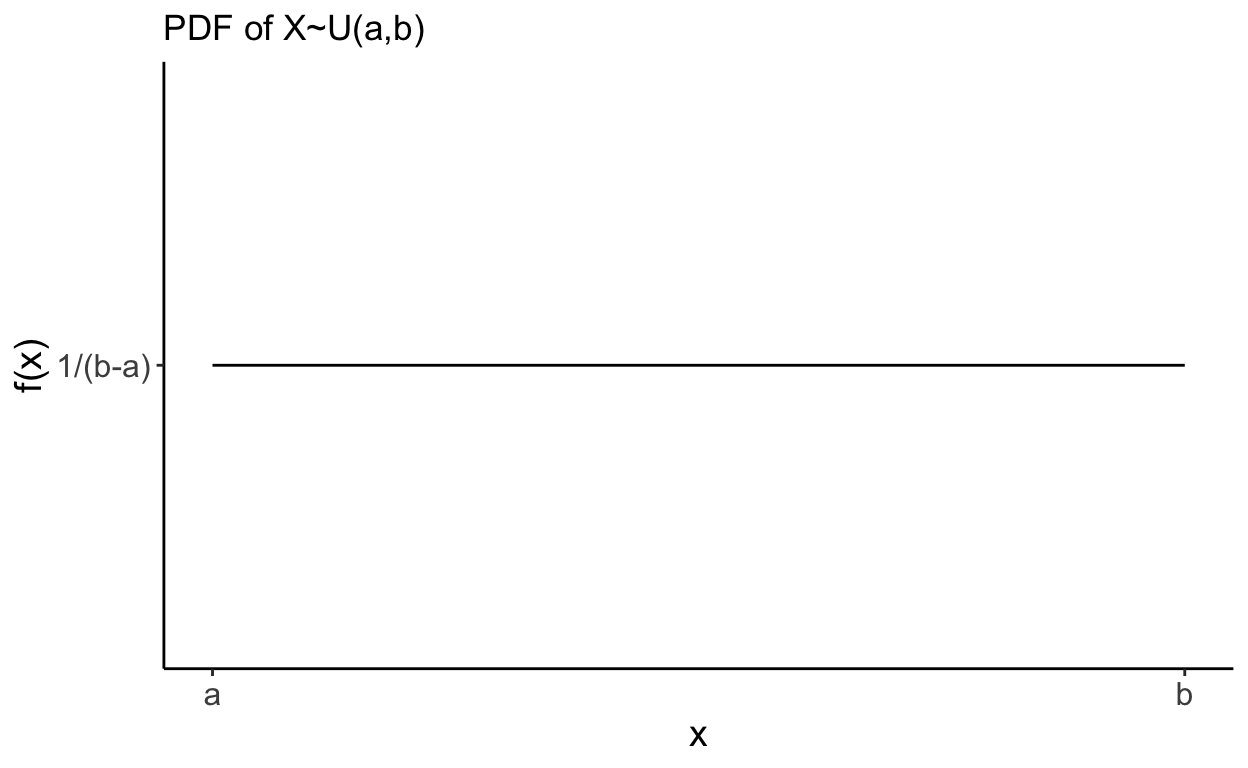 PDF of X~U(a,b)
f(x)
1/(b-a)
a
b
x